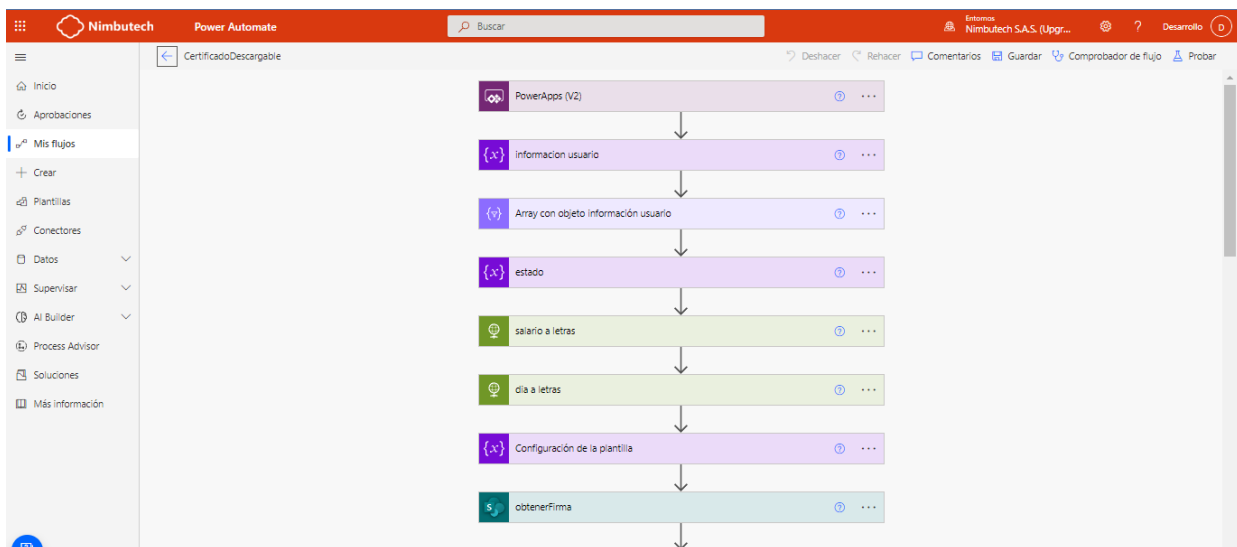 Nimbutech
Power Automate
Buscar
Entornos
Nimbutech S.A.S. (Upgr...
?
Desarrollo
D
CertificadoDescargable
Deshacer
Rehacer
Comentarios
Guardar
Comprobador de flujo
Probar
Inicio
Aprobaciones
Mis flujos
Crear
Plantillas
Conectores
Datos
Supervisar
AI Builder
Process Advisor
Soluciones
Más información
PowerApps (V2)
{x} informacion usuario
Array con objeto información usuario
{x} estado
salario a letras
día a letras
{x} Configuración de la plantilla
S obtenerFirma